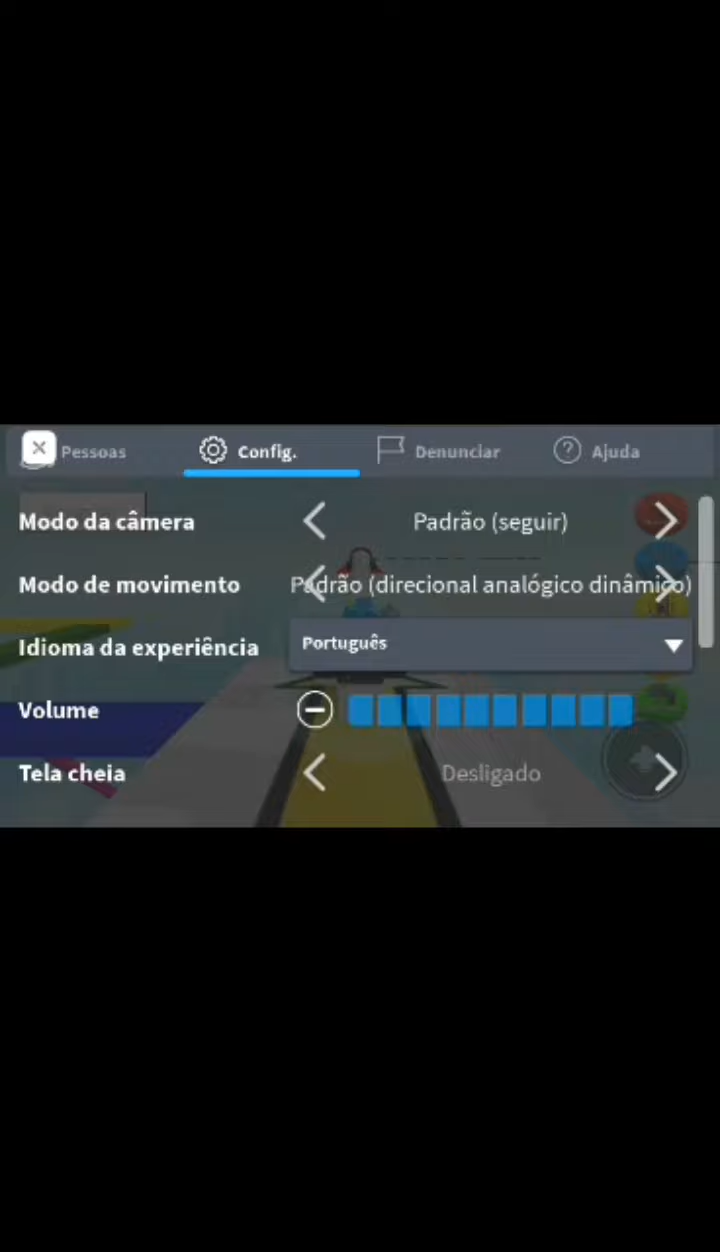 Pessoas Config. Denunciar Ajuda
Modo da câmera Padrão (seguir)
Modo de movimento Padrão (direcional analógico dinâmico)
Idioma da experiência Português
Volume
Tela cheia Desligado